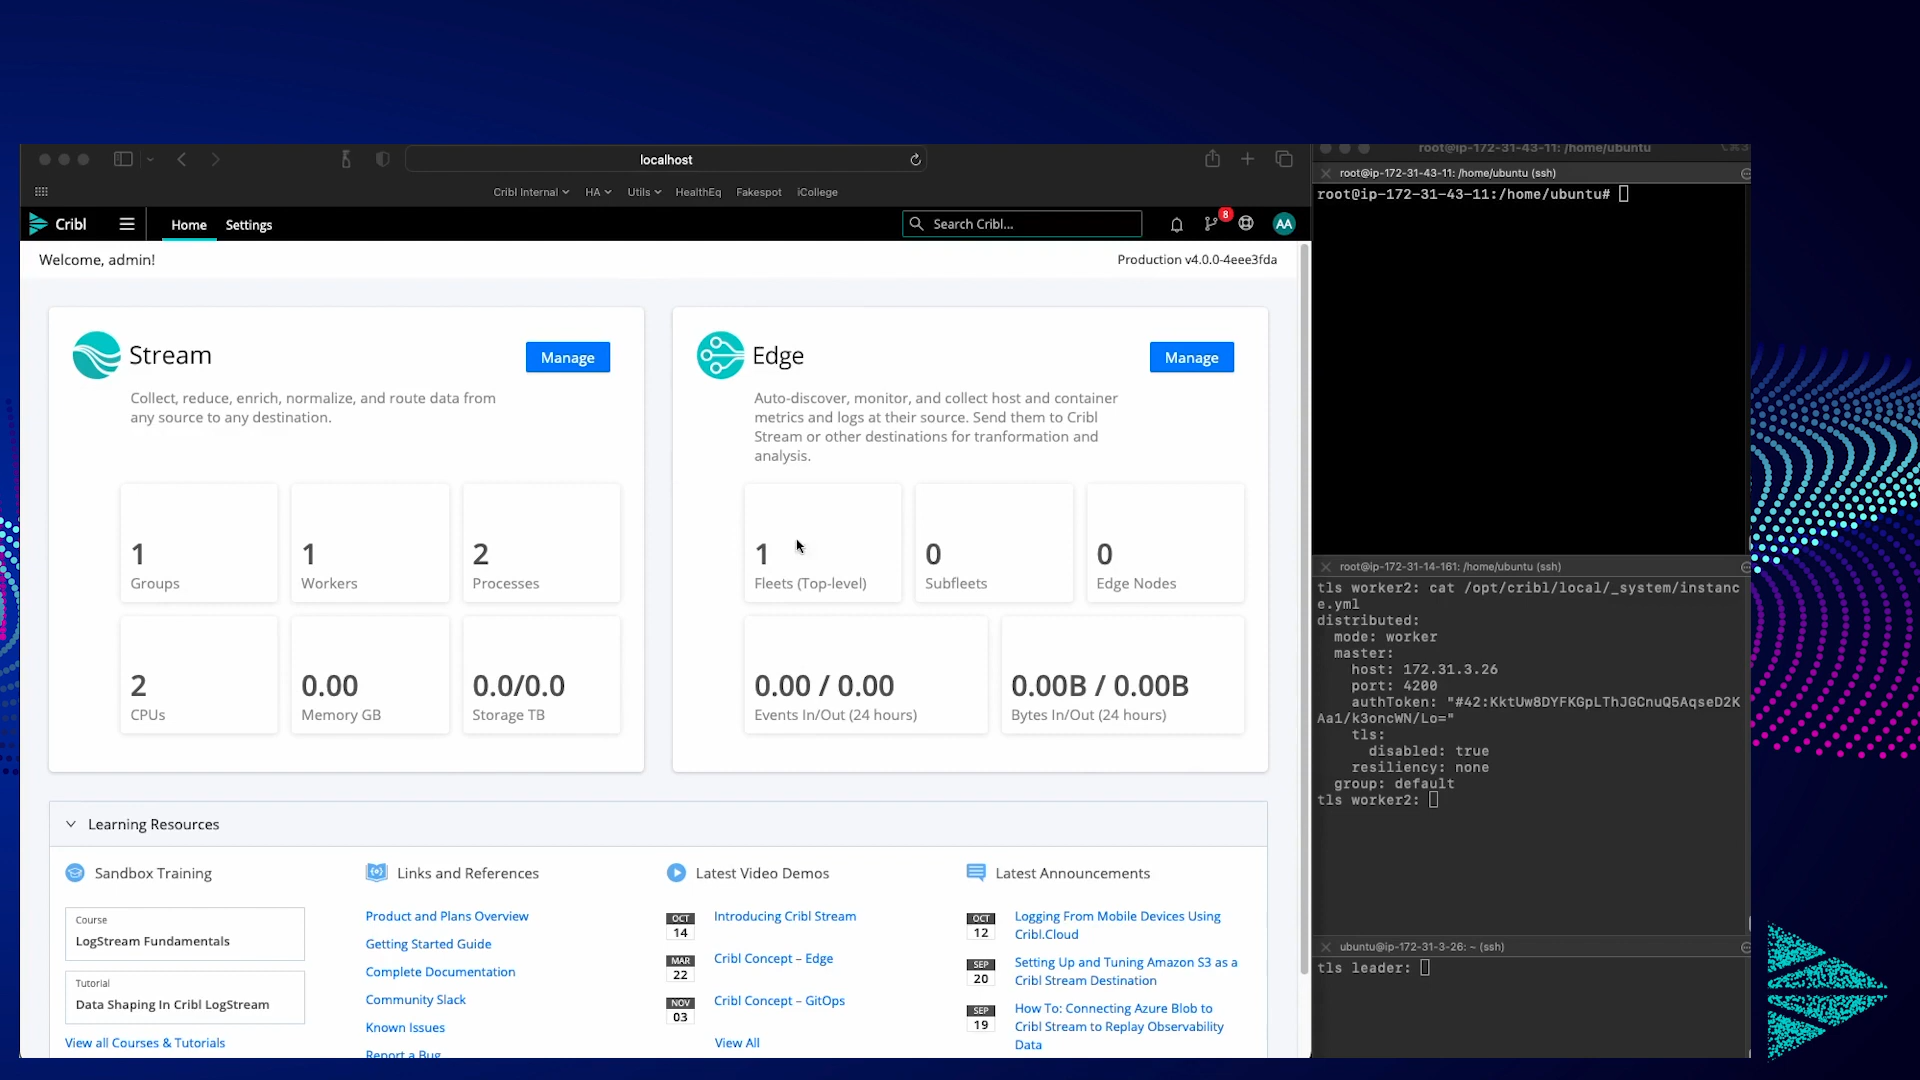 localhost
Cribl Internal
HA
Utils
HealthEq
Fakespot
iCollege
Cribl
Home
Settings
Search Cribl...
8
AA
Welcome, admin!
Production v4.0.0-4eee3fda
Stream
Manage
Collect, reduce, enrich, normalize, and route data from
any source to any destination.
1
Groups
1
Workers
2
Processes
2
CPUs
0.00
Memory GB
0.0/0.0
Storage TB
Edge
Manage
Auto-discover, monitor, and collect host and container
metrics and logs at their source. Send them to Cribl
Stream or other destinations for tranformation and
analysis.
1
Fleets (Top-level)
0
Subfleets
0
Edge Nodes
0.00 / 0.00
Events In/Out (24 hours)
0.00B / 0.00B
Bytes In/Out (24 hours)
Learning Resources
Sandbox Training
Course
LogStream Fundamentals
Tutorial
Data Shaping In Cribl LogStream
View all Courses & Tutorials
Links and References
Product and Plans Overview
Getting Started Guide
Complete Documentation
Community Slack
Known Issues
Report a Bug
Latest Video Demos
OCT
14
Introducing Cribl Stream
MAR
22
Cribl Concept – Edge
NOV
03
Cribl Concept – GitOps
View All
Latest Announcements
OCT
12
Logging From Mobile Devices Using
Cribl.Cloud
SEP
20
Setting Up and Tuning Amazon S3 as a
Cribl Stream Destination
SEP
19
How To: Connecting Azure Blob to
Cribl Stream to Replay Observability
Data
root@ip-172-31-43-11: /home/ubuntu
root@ip-172-31-43-11: /home/ubuntu (ssh)
root@ip-172-31-43-11:/home/ubuntu#
root@ip-172-31-14-161: /home/ubuntu (ssh)
tls worker2: cat /opt/cribl/local/_system/instanc
e.yml
distributed:
mode: worker
master:
host: 172.31.3.26
port: 4200
authToken: "#42:KktUw8DYFKGpLThJGCnuQ5AqseD2K
Aa1/k3oncWN/Lo="
tls:
disabled: true
resiliency: none
group: default
tls worker2:
ubuntu@ip-172-31-3-26: ~ (ssh)
tls leader: